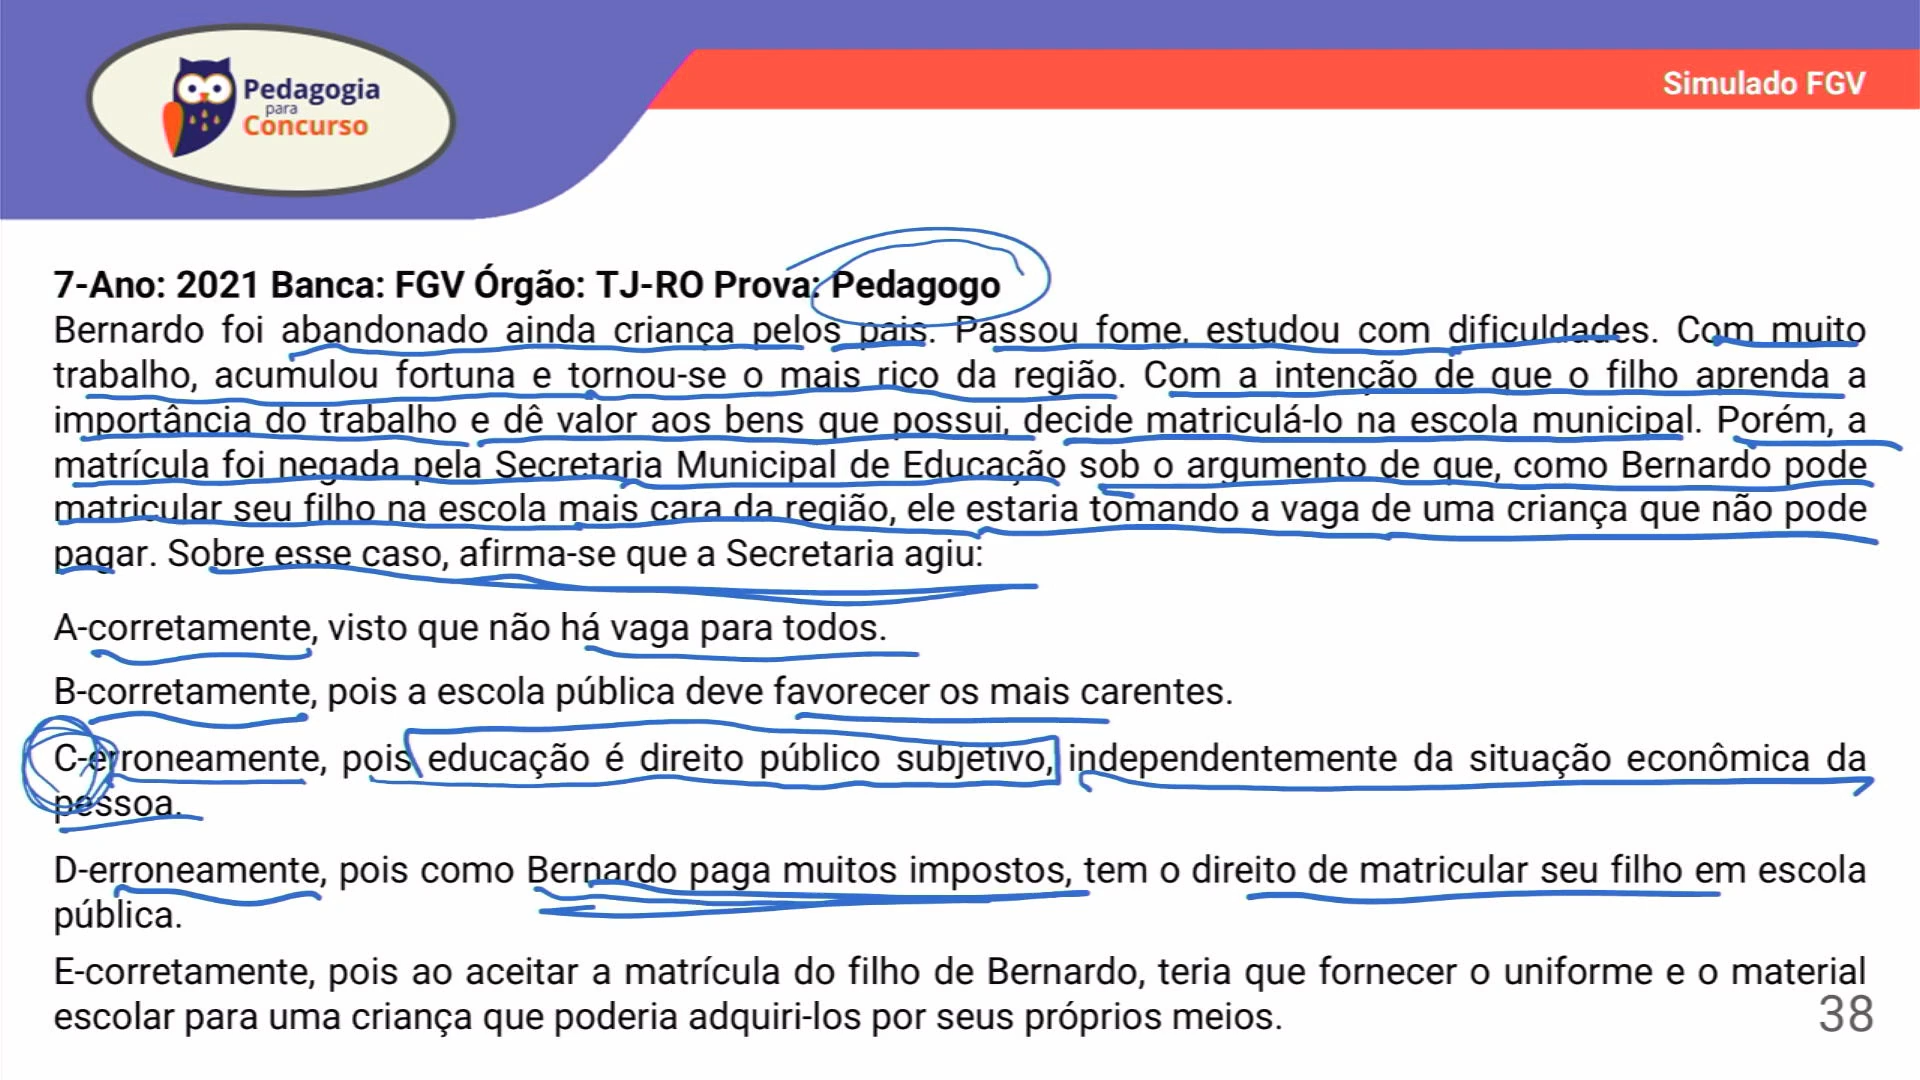 Pedagogia
para
Concurso
Simulado FGV
7-Ano: 2021 Banca: FGV Órgão: TJ-RO Prova: Pedagogo
Bernardo foi abandonado ainda criança pelos pais. Passou fome, estudou com dificuldades. Com muito
trabalho, acumulou fortuna e tornou-se o mais rico da região. Com a intenção de que o filho aprenda a
importância do trabalho e dê valor aos bens que possui, decide matriculá-lo na escola municipal. Porém, a
matrícula foi negada pela Secretaria Municipal de Educação sob o argumento de que, como Bernardo pode
matricular seu filho na escola mais cara da região, ele estaria tomando a vaga de uma criança que não pode
pagar. Sobre esse caso, afirma-se que a Secretaria agiu:
A-corretamente, visto que não há vaga para todos.
B-corretamente, pois a escola pública deve favorecer os mais carentes.
C-erroneamente, pois educação é direito público subjetivo, independentemente da situação econômica da
pessoa.
D-erroneamente, pois como Bernardo paga muitos impostos, tem o direito de matricular seu filho em escola
pública.
E-corretamente, pois ao aceitar a matrícula do filho de Bernardo, teria que fornecer o uniforme e o material
escolar para uma criança que poderia adquiri-los por seus próprios meios.
38